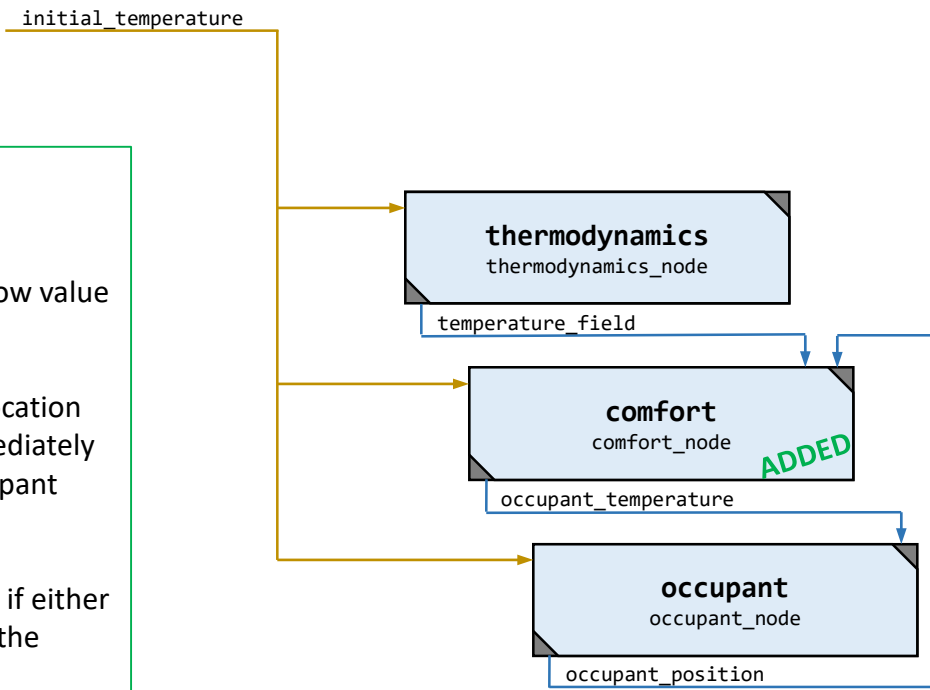 initial_temperature
ow value
cation
ediately
pant
if either
the
thermodynamics
thermodynamics_node
temperature_field
comfort
comfort_node
ADDED
occupant_temperature
occupant
occupant_node
occupant_position